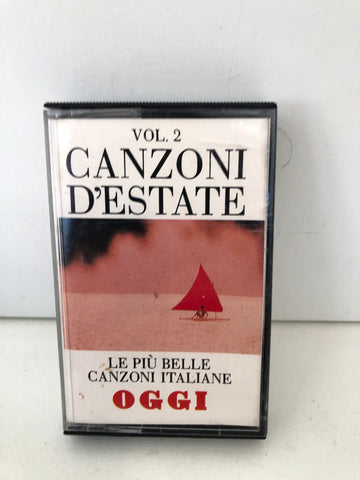 VOL. 2
CANZONI
D'ESTATE
LE PIÙ BELLE
CANZONI ITALIANE
OGGI